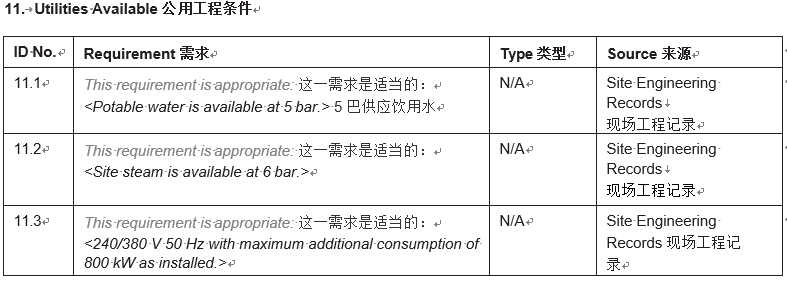 11. Utilities Available 公用工程条件
ID No. Requirement 需求 Type 类型 Source 来源
11.1 This requirement is appropriate: 这一需求是适当的： N/A Site Engineering
<Potable water is available at 5 bar.> 5 巴供应饮用水 Records
现场工程记录
11.2 This requirement is appropriate: 这一需求是适当的： N/A Site Engineering
<Site steam is available at 6 bar.> Records
现场工程记录
11.3 This requirement is appropriate: 这一需求是适当的： N/A Site Engineering
<240/380 V 50 Hz with maximum additional consumption of Records 现场工程记
800 kW as installed.> 录